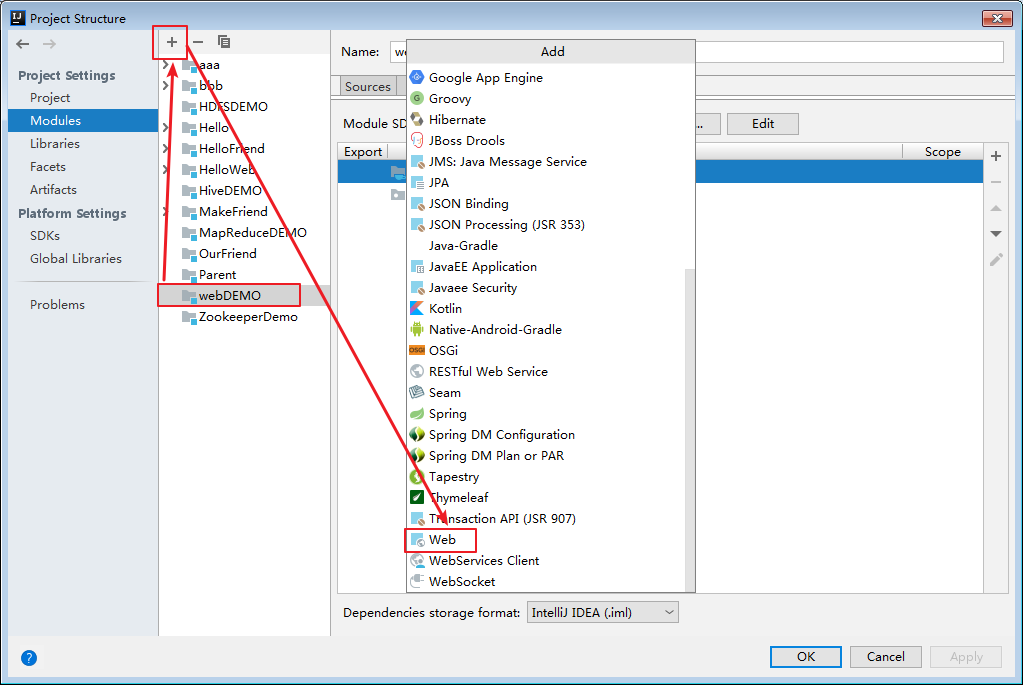 Project Structure
Project Settings
Project
Modules
Libraries
Facets
Artifacts
Platform Settings
SDKs
Global Libraries
Problems
aaa
bbb
HDFSDEMO
Hello
HelloFriend
HelloWeb
HiveDEMO
MakeFriend
MapReduceDEMO
OurFriend
Parent
webDEMO
ZookeeperDemo
Name:
Sources
Module SD
...
Edit
Export
Scope
Add
Google App Engine
Groovy
Hibernate
JBoss Drools
JMS: Java Message Service
JPA
JSON Binding
JSON Processing (JSR 353)
Java-Gradle
JavaEE Application
Javaee Security
Kotlin
Native-Android-Gradle
OSGi
RESTful Web Service
Seam
Spring
Spring DM Configuration
Spring DM Plan or PAR
Tapestry
Thymeleaf
Transaction API (JSR 907)
Web
WebServices Client
WebSocket
Dependencies storage format: IntelliJ IDEA (.iml)
OK
Cancel
Apply